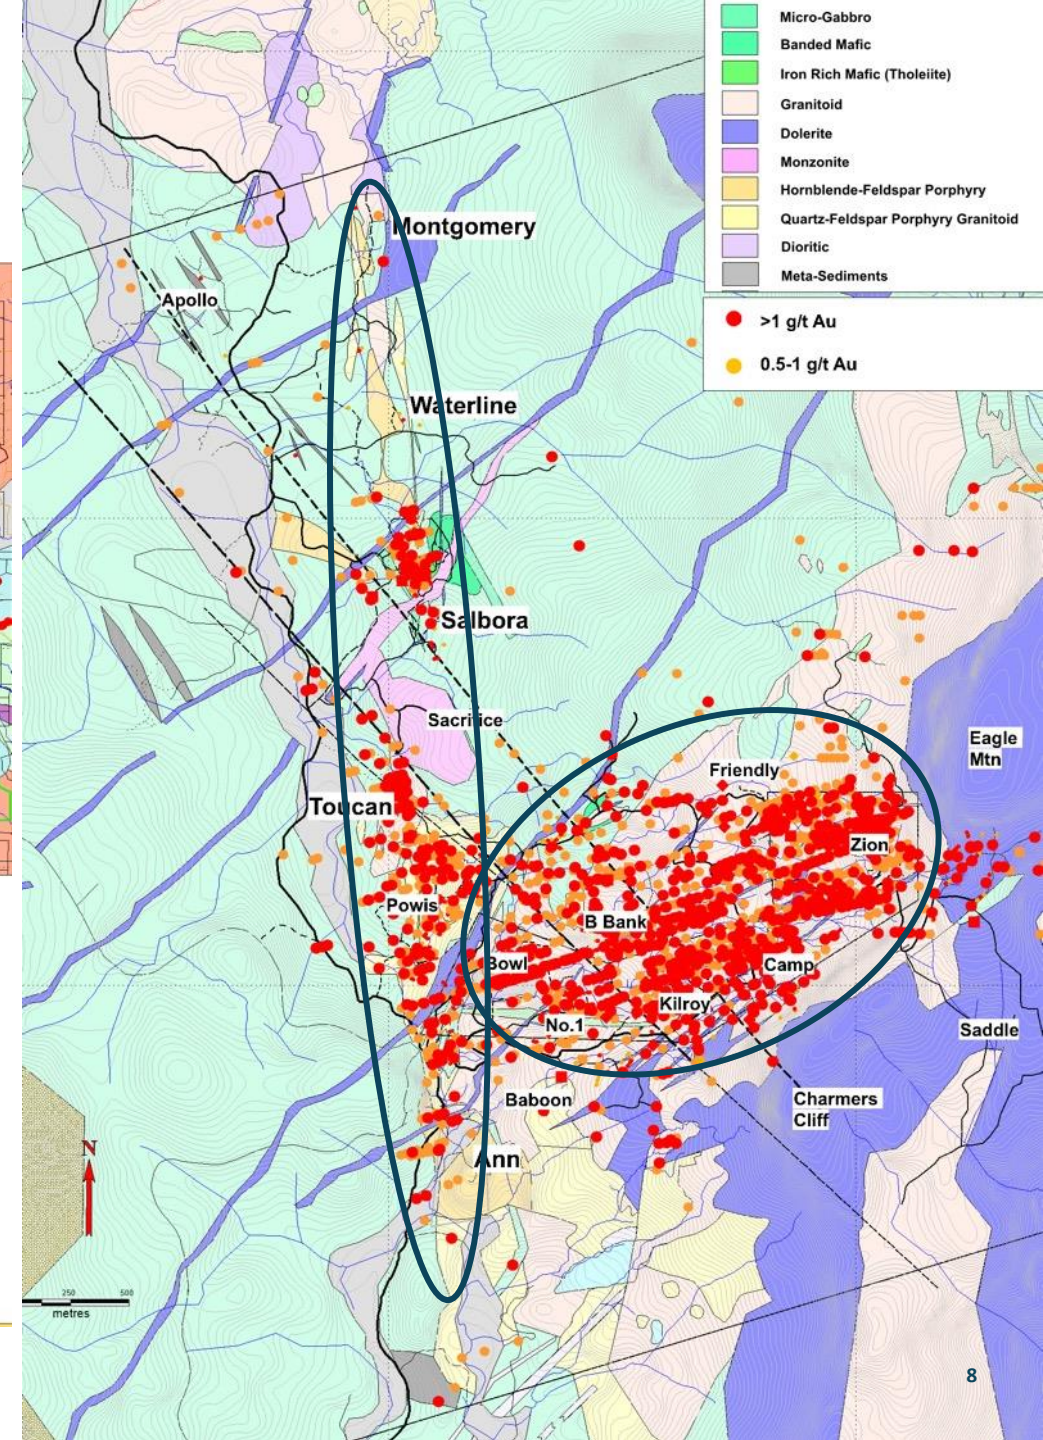 Micro-Gabbro
Banded Mafic
Iron Rich Mafic (Tholeiite)
Granitoid
Dolerite
Monzonite
Hornblende-Feldspar Porphyry
Quartz-Feldspar Porphyry Granitoid
Dioritic
Meta-Sediments
>1 g/t Au
0.5-1 g/t Au
Montgomery
Apollo
Waterline
Salbora
Sacrifice
Eagle
Mtn
Friendly
Toucan
Zion
Powis
B Bank
Bowl
Camp
Kilroy
No.1
Saddle
Baboon
Charmers
Cliff
N
Ann
250
500
metres
8